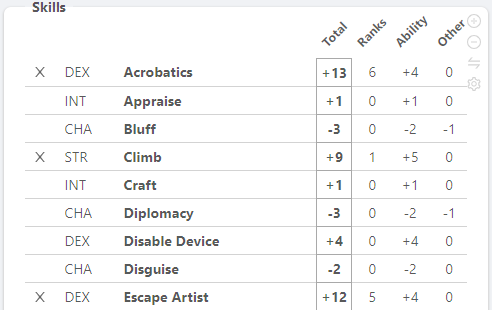 Skills
Total Ranks Ability Other
X DEX Acrobatics +13 6 +4 0
INT Appraise +1 0 +1 0
CHA Bluff -3 0 -2 -1
X STR Climb +9 1 +5 0
INT Craft +1 0 +1 0
CHA Diplomacy -3 0 -2 -1
DEX Disable Device +4 0 +4 0
CHA Disguise -2 0 -2 0
X DEX Escape Artist +12 5 +4 0